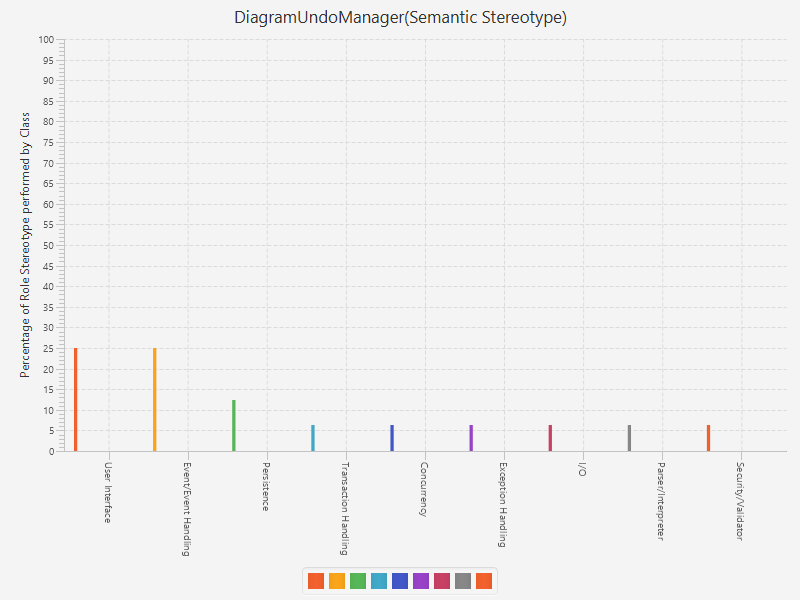 DiagramUndoManager(Semantic Stereotype)
Percentage of Role Stereotype performed by Class
100
95
90
85
80
75
70
65
60
55
50
45
40
35
30
25
20
15
10
5
0
User Interface
Event/Event Handling
Persistence
Transaction Handling
Concurrency
Exception Handling
I/O
Parser/Interpreter
Security/Validator